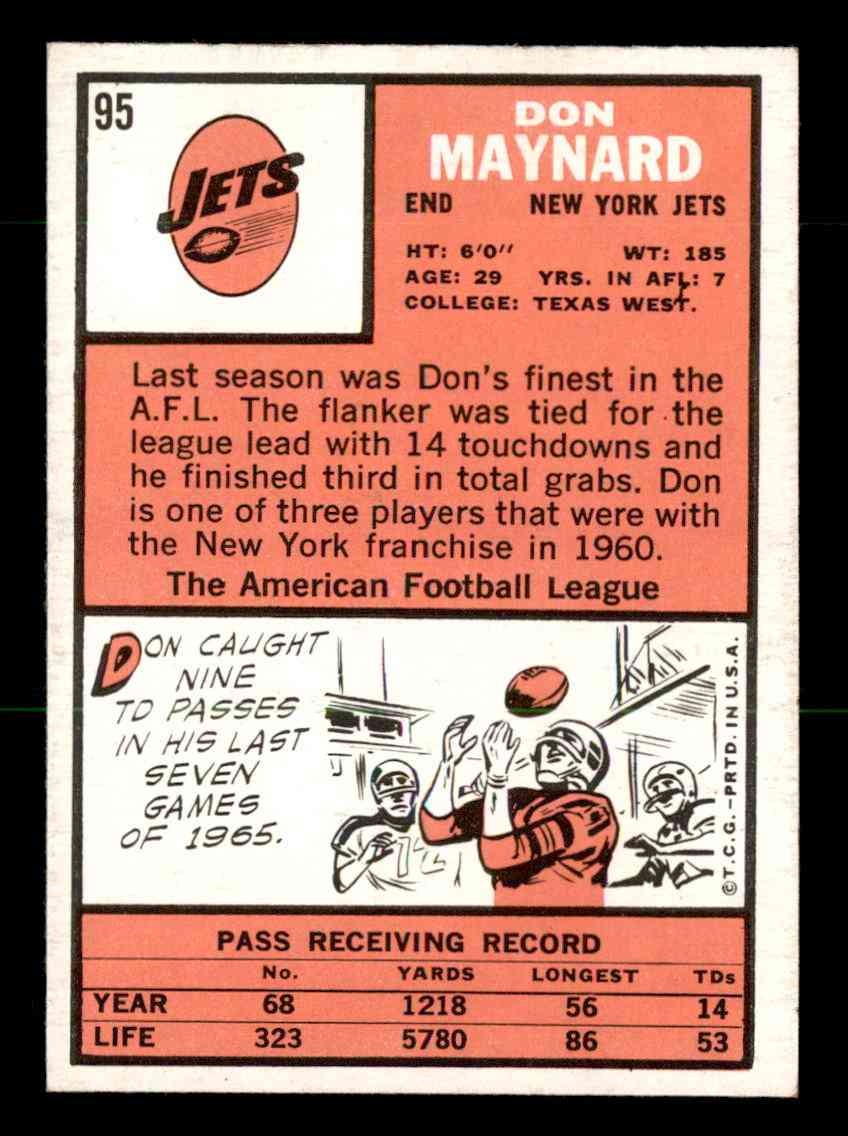 95
JETS
DON
MAYNARD
END NEW YORK JETS
HT: 6'0" WT: 185
AGE: 29 YRS. IN AFL: 7
COLLEGE: TEXAS WEST.
Last season was Don's finest in the
A.F.L. The flanker was tied for the
league lead with 14 touchdowns and
he finished third in total grabs. Don
is one of three players that were with
the New York franchise in 1960.
The American Football League
DON CAUGHT
NINE
TD PASSES
IN HIS LAST
SEVEN
GAMES
OF 1965.
12
©T.C.G.–PRTD. IN U.S.A.
PASS RECEIVING RECORD
No. YARDS LONGEST TDs
YEAR 68 1218 56 14
LIFE 323 5780 86 53